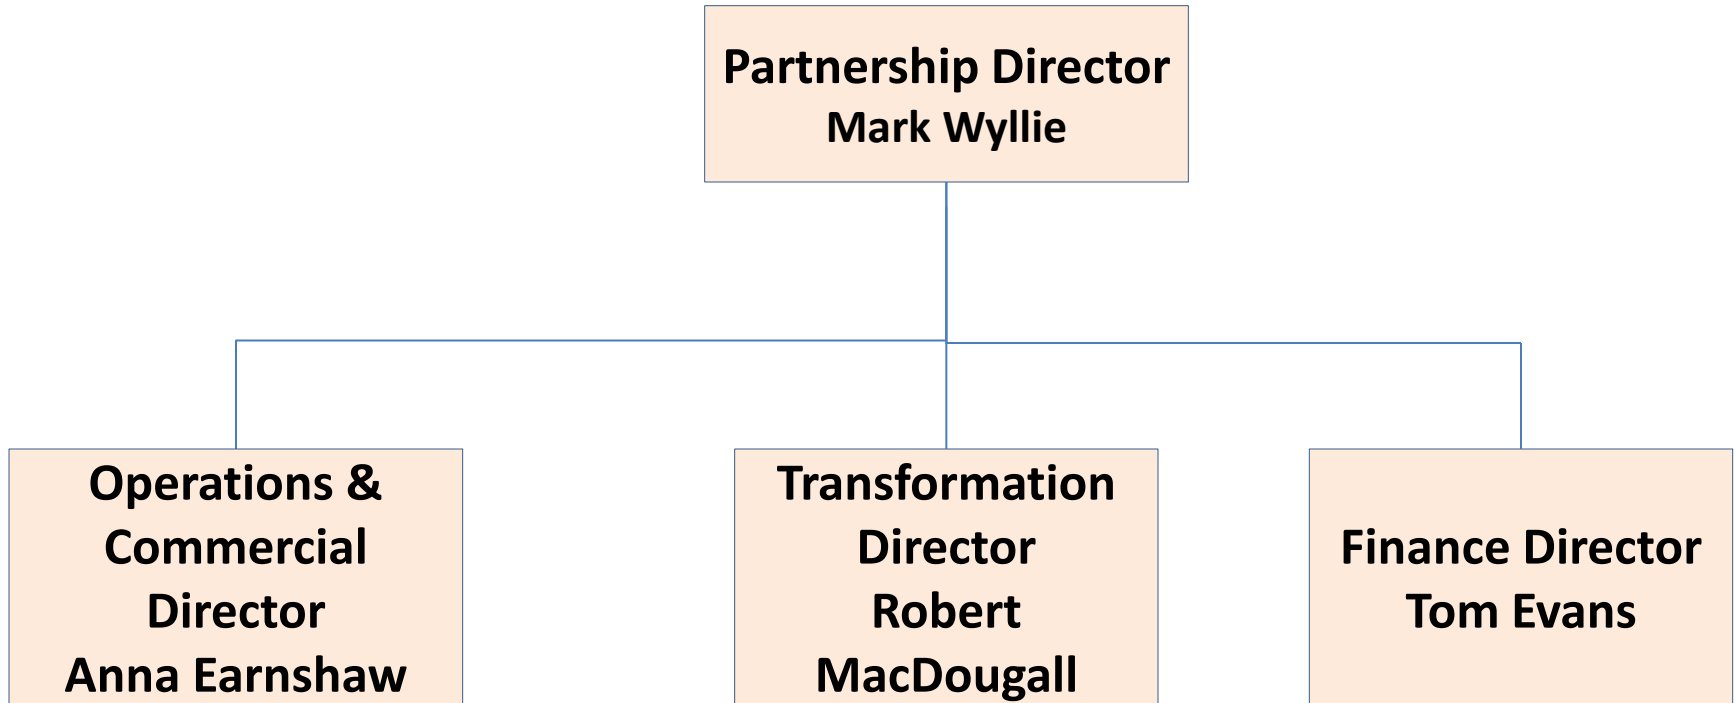 Partnership Director
Mark Wyllie
Operations &
Commercial
Director
Anna Earnshaw
Transformation
Director
Robert
MacDougall
Finance Director
Tom Evans